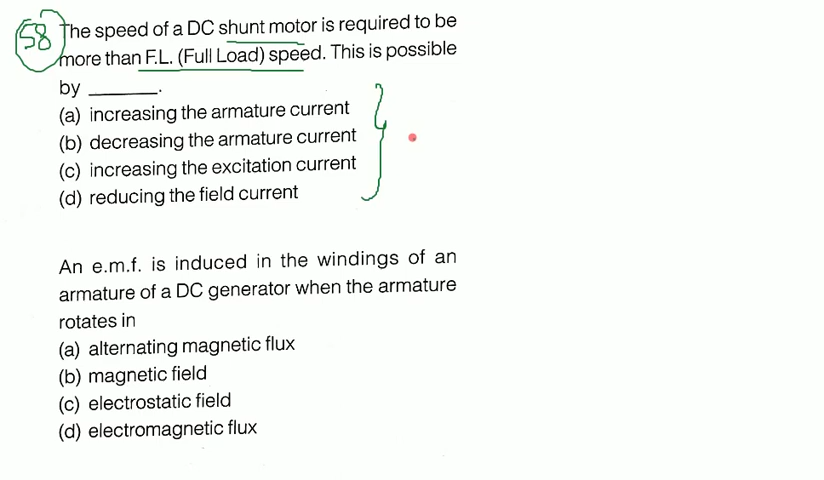 58
The speed of a DC shunt motor is required to be
more than F.L. (Full Load) speed. This is possible
by ________.
(a) increasing the armature current
(b) decreasing the armature current
(c) increasing the excitation current
(d) reducing the field current
An e.m.f. is induced in the windings of an
armature of a DC generator when the armature
rotates in
(a) alternating magnetic flux
(b) magnetic field
(c) electrostatic field
(d) electromagnetic flux